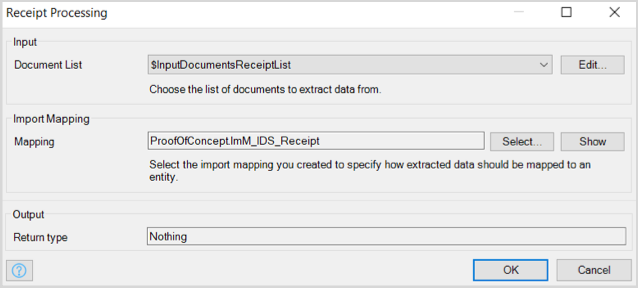 Receipt Processing
Input
Document List
$InputDocumentsReceiptList
Edit...
Choose the list of documents to extract data from.
Import Mapping
Mapping
ProofOfConcept.ImM_IDS_Receipt
Select...
Show
Select the import mapping you created to specify how extracted data should be mapped to an
entity.
Output
Return type
Nothing
?
OK
Cancel